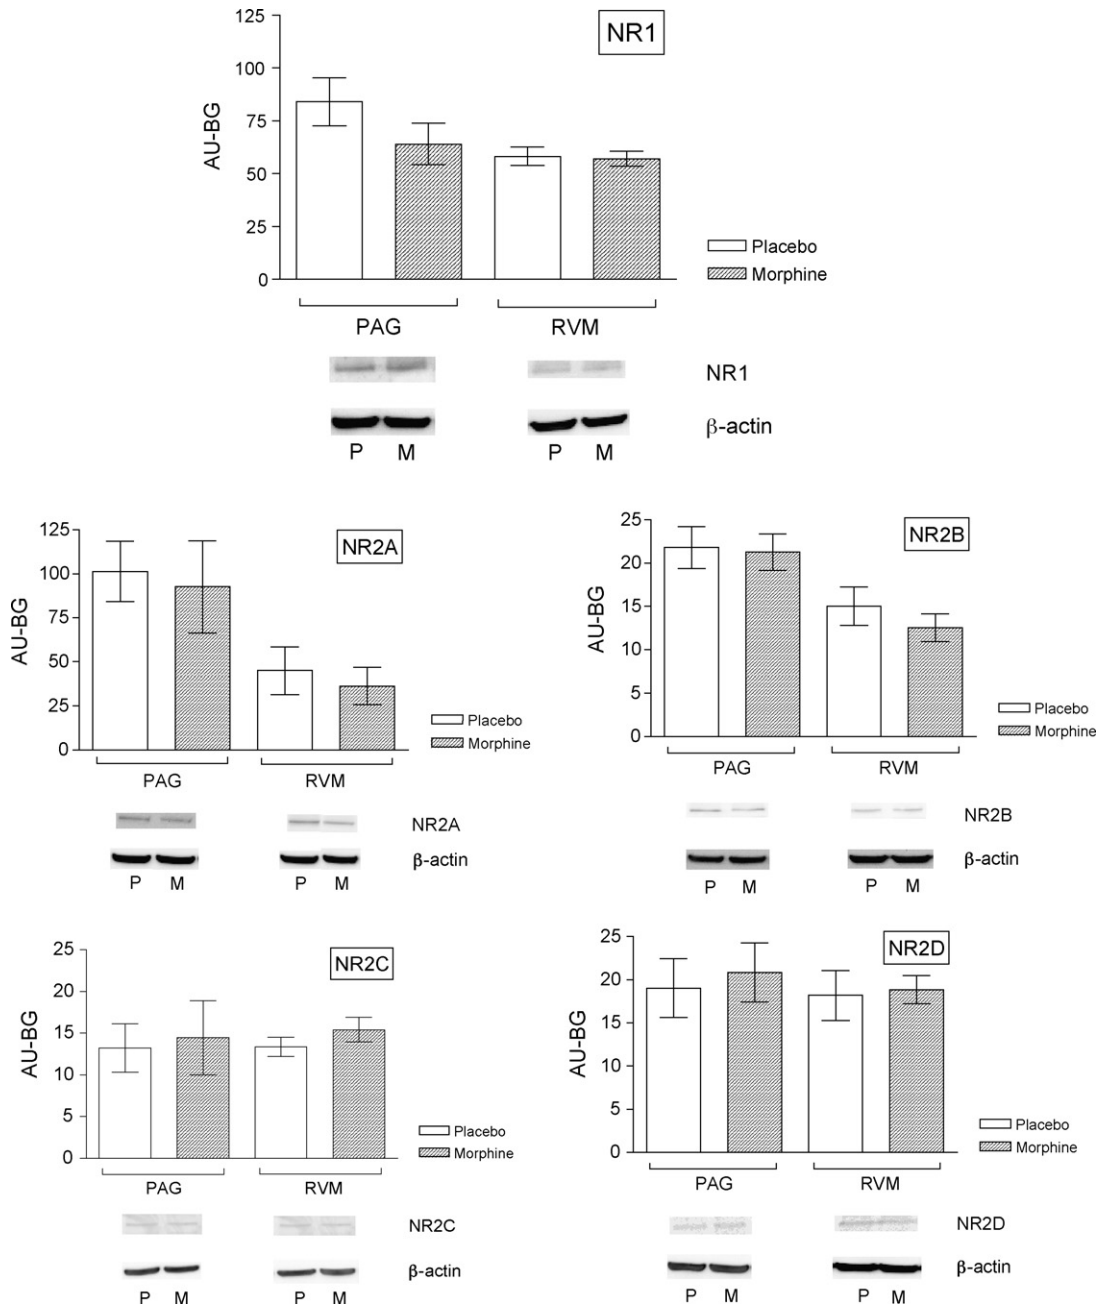 NR1
125
100
75
50
25
0
AU-BG
Placebo
Morphine
PAG RVM
NR1
β-actin
P M P M
NR2A
125
100
75
50
25
0
AU-BG
Placebo
Morphine
PAG RVM
NR2A
β-actin
P M P M
NR2B
25
20
15
10
5
0
AU-BG
Placebo
Morphine
PAG RVM
NR2B
β-actin
P M P M
NR2C
25
20
15
10
5
0
AU-BG
Placebo
Morphine
PAG RVM
NR2C
β-actin
P M P M
NR2D
25
20
15
10
5
0
AU-BG
Placebo
Morphine
PAG RVM
NR2D
β-actin
P M P M